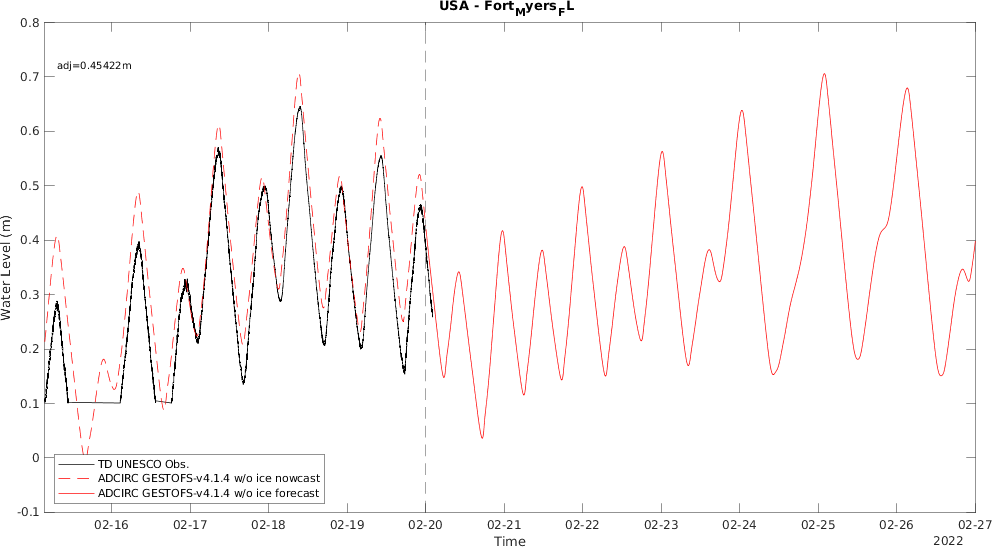 USA - Fort_Myers_FL
adj=0.45422m
0.8
0.7
0.6
0.5
0.4
0.3
0.2
0.1
0
-0.1
Water Level (m)
TD UNESCO Obs.
ADCIRC GESTOFS-v4.1.4 w/o ice nowcast
ADCIRC GESTOFS-v4.1.4 w/o ice forecast
02-16 02-17 02-18 02-19 02-20 02-21 02-22 02-23 02-24 02-25 02-26 02-27
Time
2022